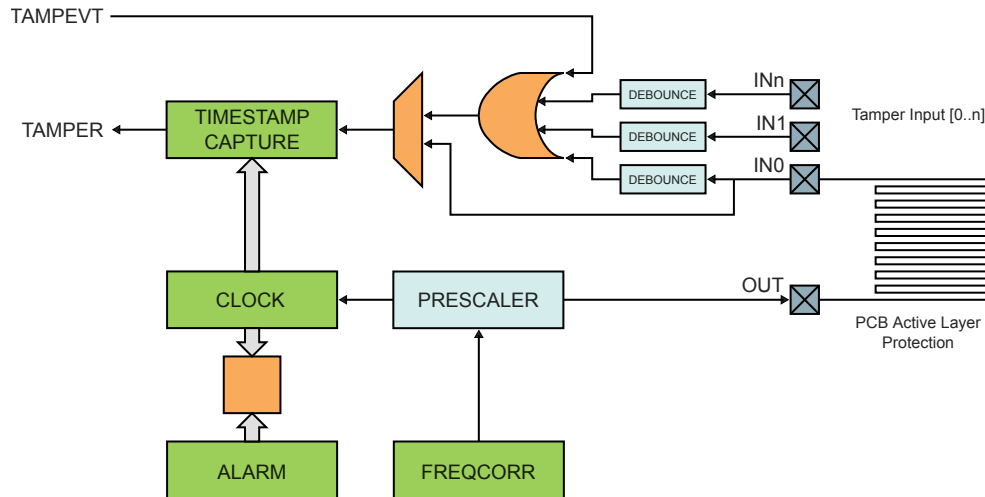 TAMPEVT
INn
DEBOUNCE
Tamper Input [0..n]
TIMESTAMP
CAPTURE
TAMPER
IN1
DEBOUNCE
IN0
DEBOUNCE
CLOCK
PRESCALER
OUT
PCB Active Layer
Protection
ALARM
FREQCORR